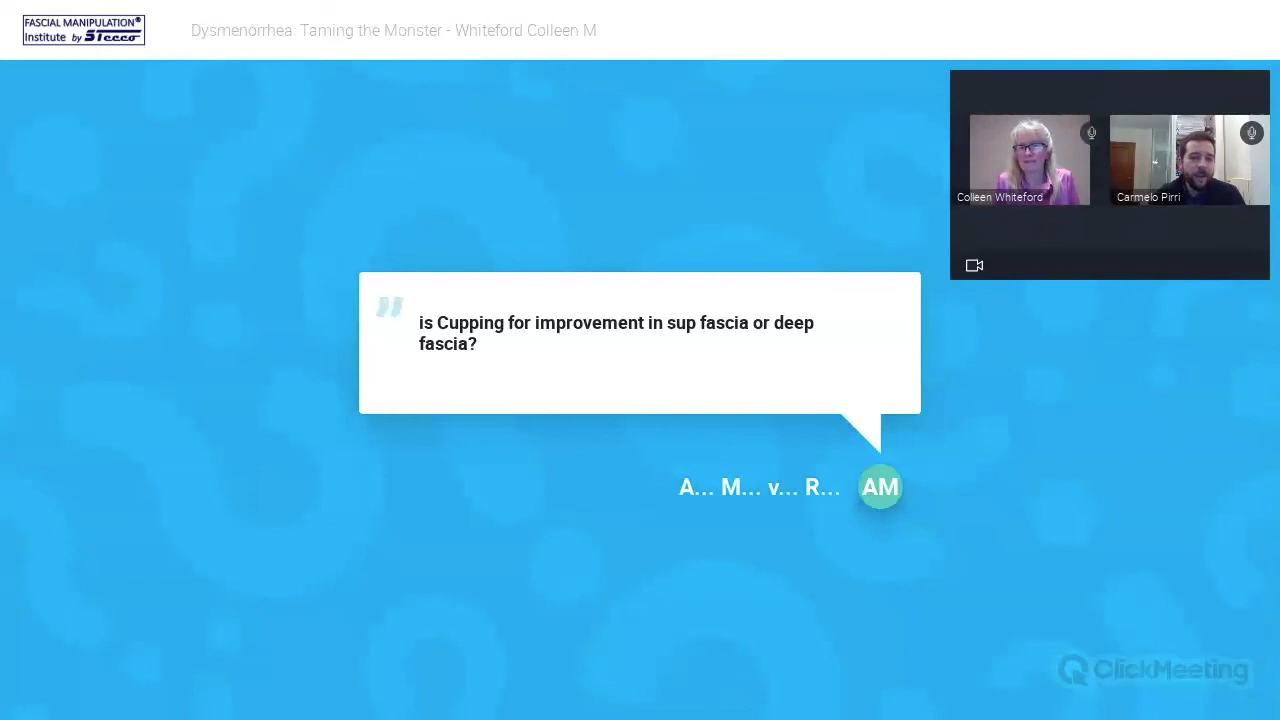 FASCIAL MANIPULATION®
Institute by Stecco
Dysmenorrhea: Taming the Monster - Whiteford Colleen M
Colleen Whiteford
Carmelo Pirri
is Cupping for improvement in sup fascia or deep
fascia?
A... M... v... R...
AM
ClickMeeting